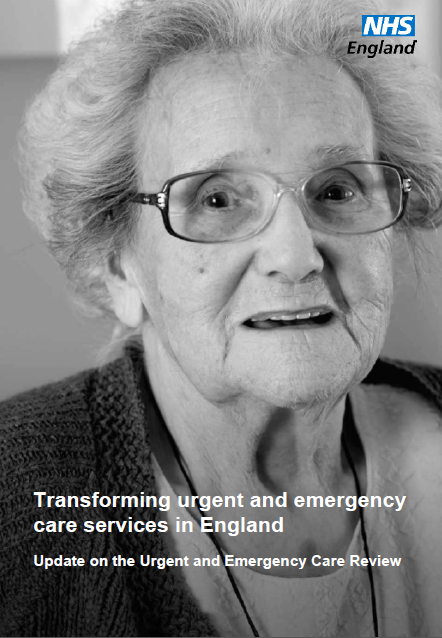 NHS
England
Transforming urgent and emergency
care services in England
Update on the Urgent and Emergency Care Review